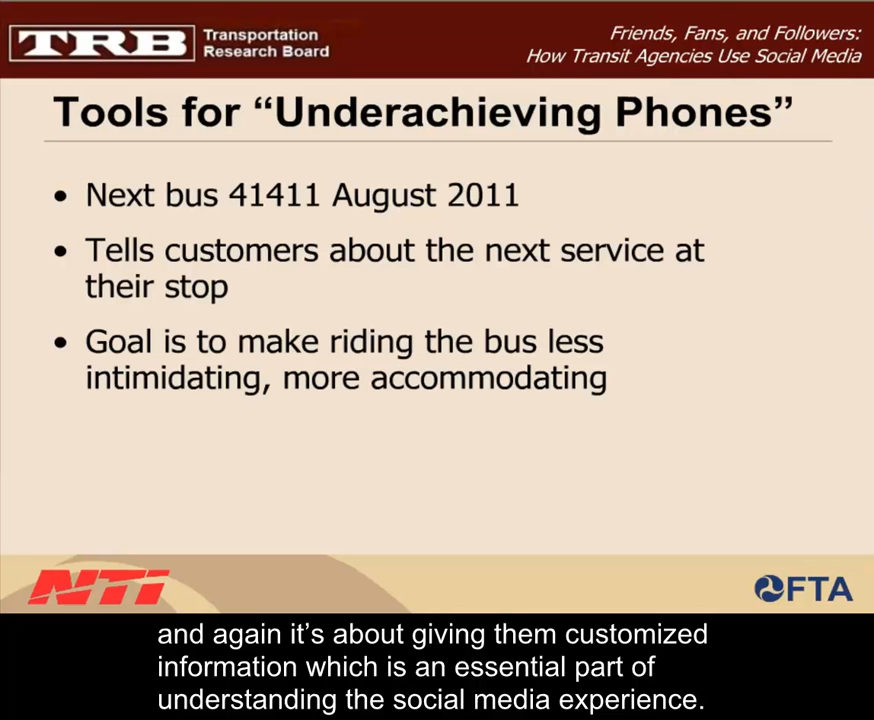 TRB
Transportation
Research Board
Friends, Fans, and Followers:
How Transit Agencies Use Social Media
Tools for “Underachieving Phones”
• Next bus 41411 August 2011
• Tells customers about the next service at
their stop
• Goal is to make riding the bus less
intimidating, more accommodating
NTI
FTA
and again it’s about giving them customized
information which is an essential part of
understanding the social media experience.